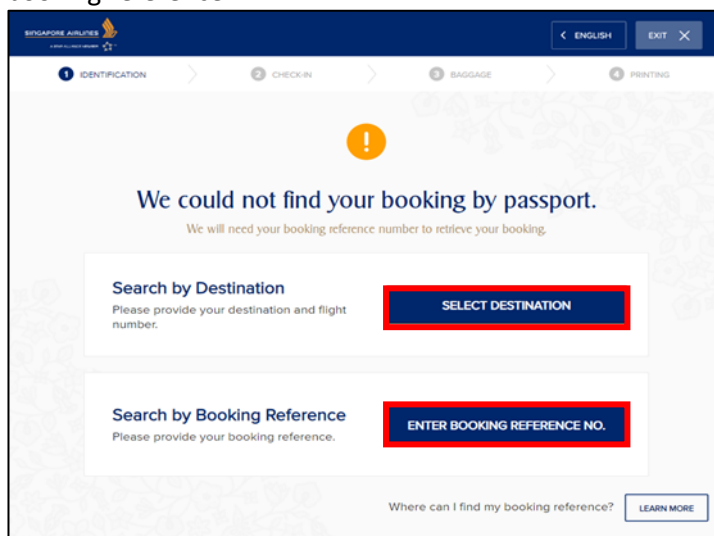 SINGAPORE AIRLINES
A STAR ALLIANCE MEMBER
< ENGLISH
EXIT X
1 IDENTIFICATION
2 CHECK-IN
3 BAGGAGE
4 PRINTING
!
We could not find your booking by passport.
We will need your booking reference number to retrieve your booking.
Search by Destination
Please provide your destination and flight
number.
SELECT DESTINATION
Search by Booking Reference
Please provide your booking reference.
ENTER BOOKING REFERENCE NO.
Where can I find my booking reference?
LEARN MORE